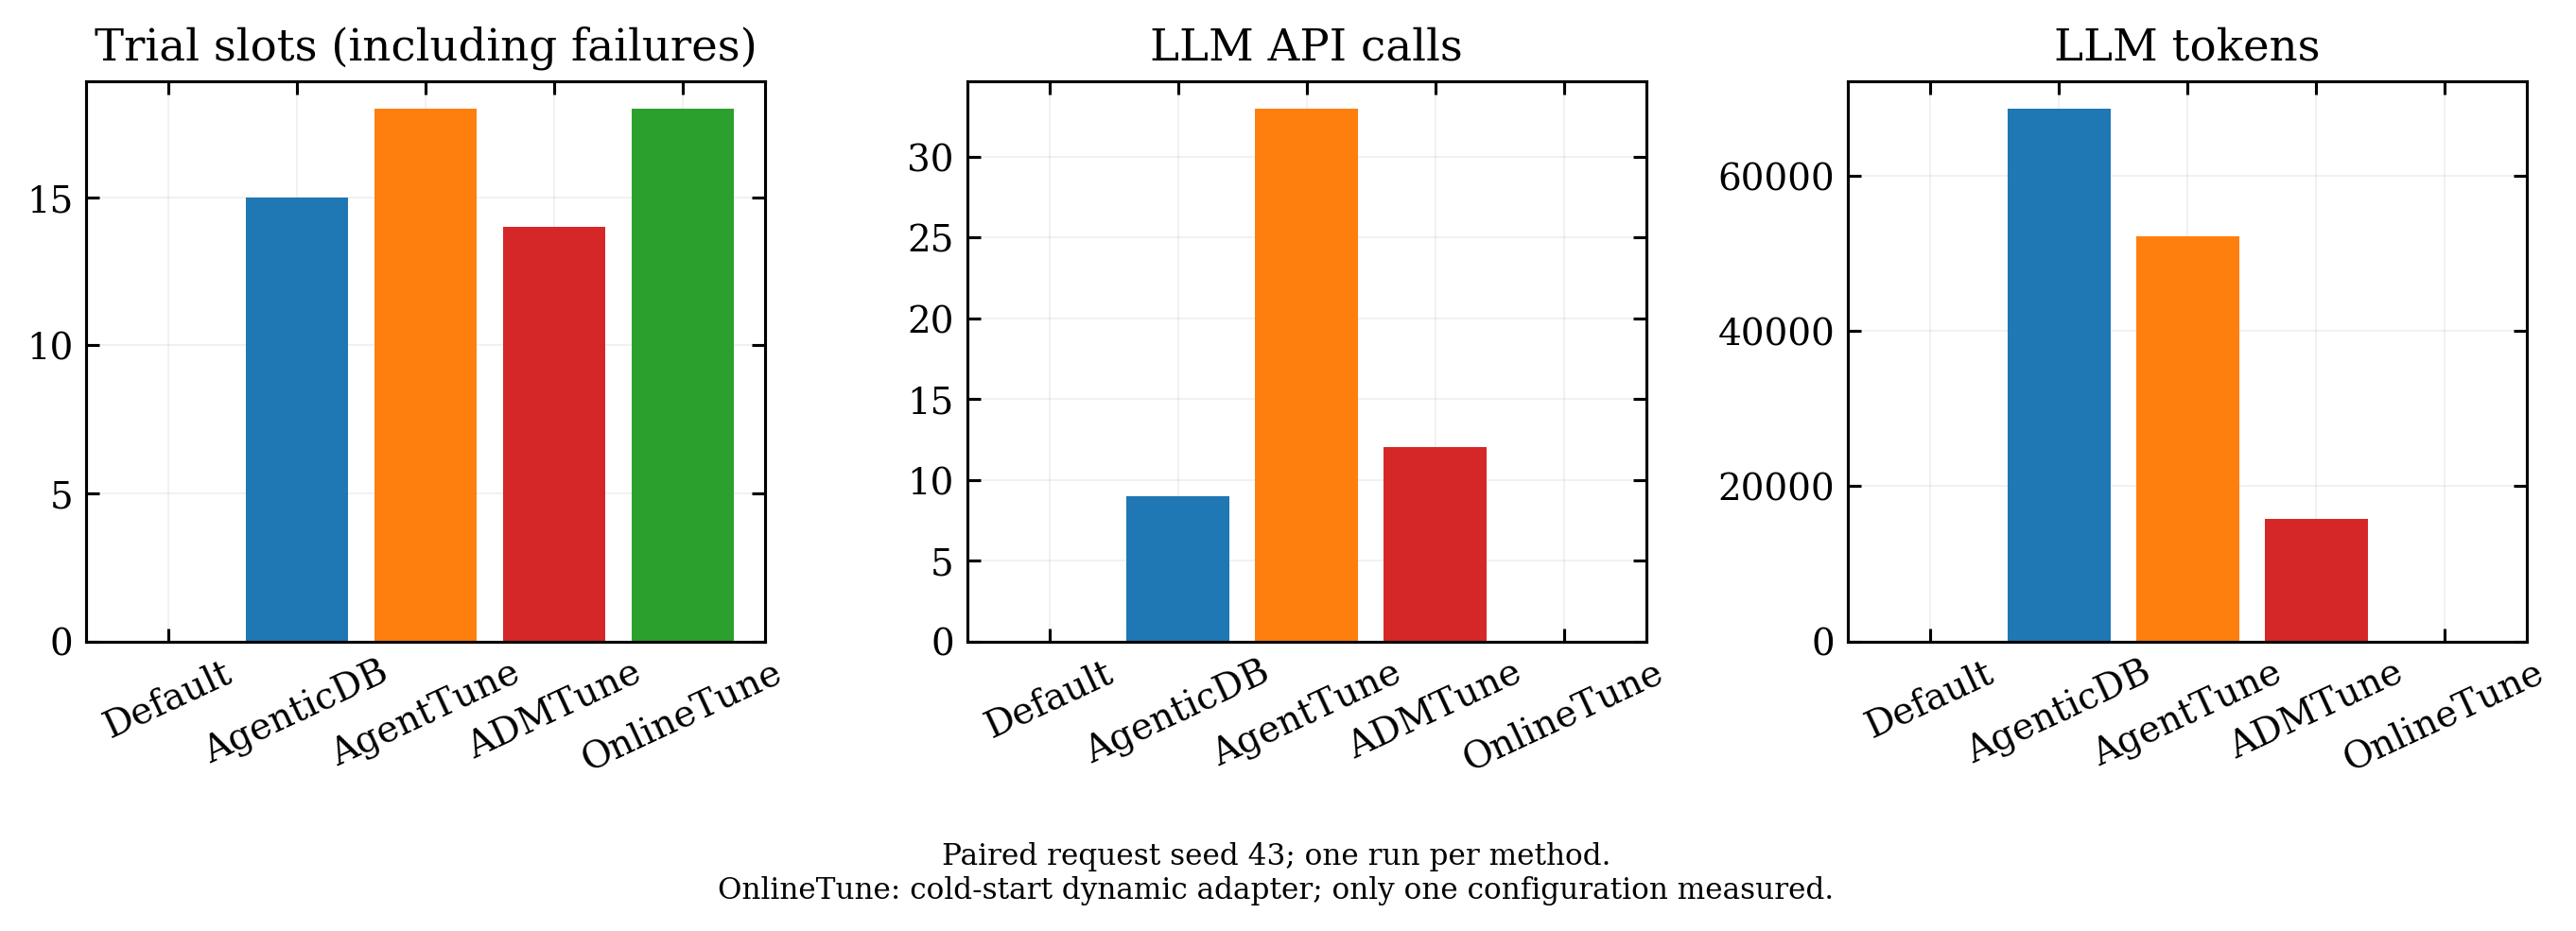 Trial slots (including failures)
15
10
5
0
Default
AgenticDB
AgentTune
ADMTune
OnlineTune
LLM API calls
30
25
20
15
10
5
0
Default
AgenticDB
AgentTune
ADMTune
OnlineTune
LLM tokens
60000
40000
20000
0
Default
AgenticDB
AgentTune
ADMTune
OnlineTune
Paired request seed 43; one run per method.
OnlineTune: cold-start dynamic adapter; only one configuration measured.